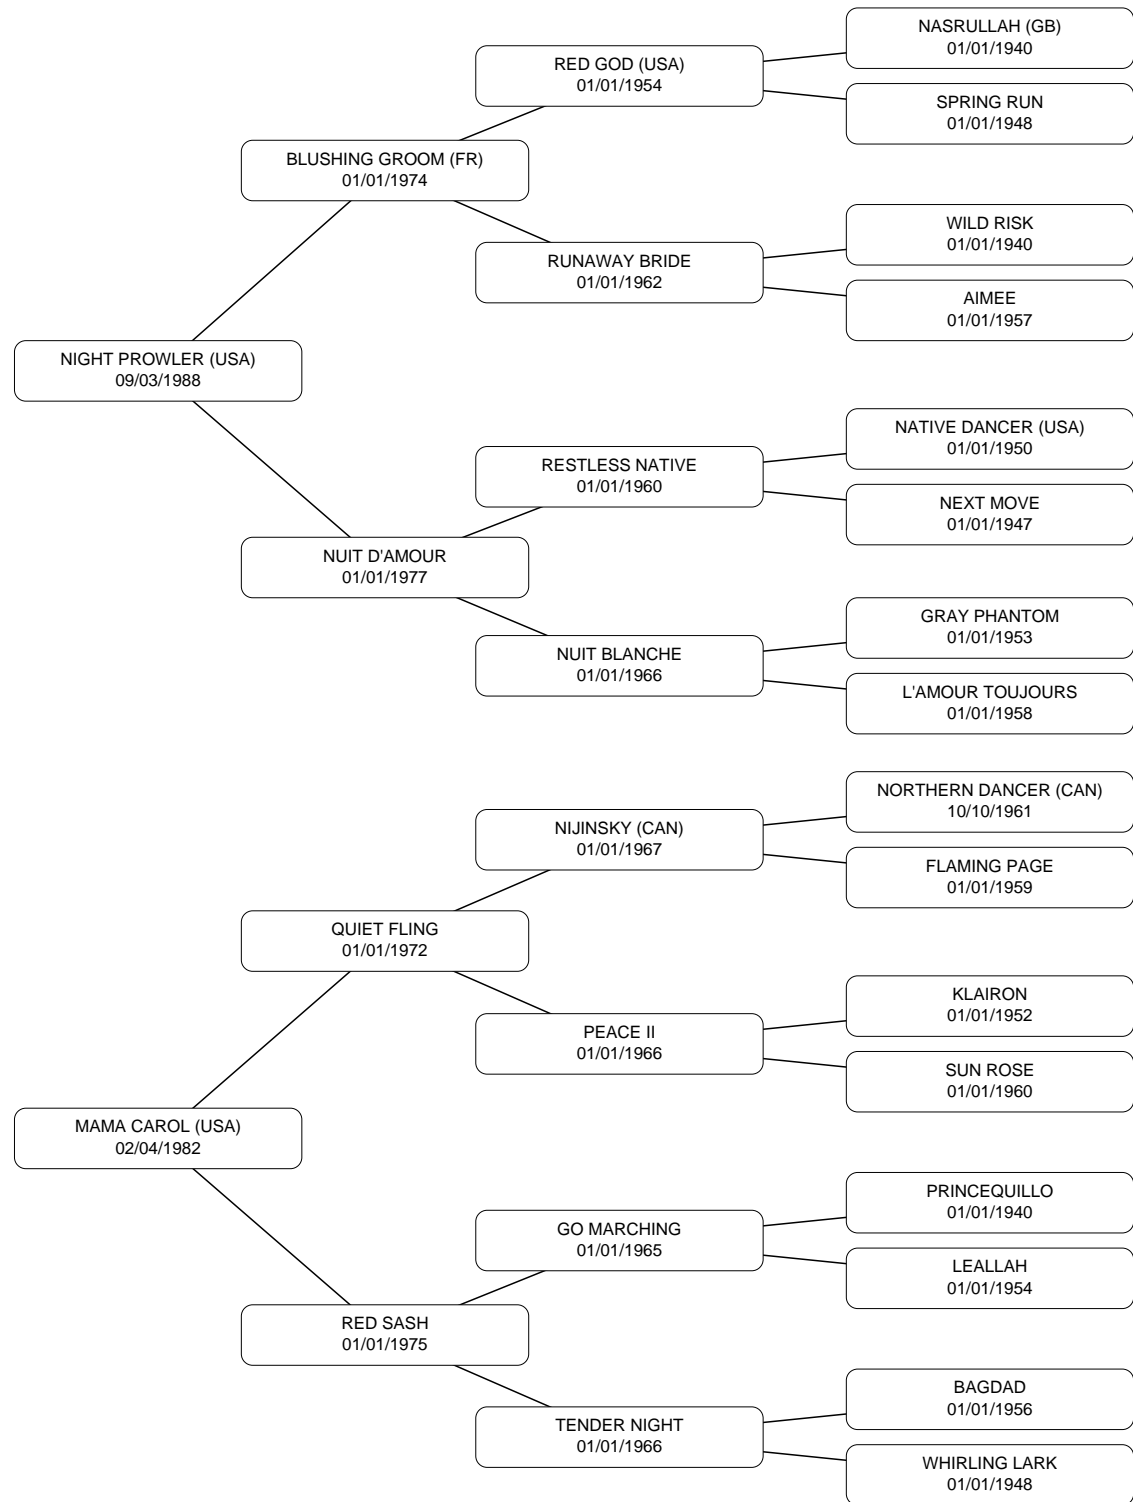 NASRULLAH (GB)
01/01/1940
RED GOD (USA)
01/01/1954
SPRING RUN
01/01/1948
BLUSHING GROOM (FR)
01/01/1974
WILD RISK
01/01/1940
RUNAWAY BRIDE
01/01/1962
AIMEE
01/01/1957
NIGHT PROWLER (USA)
09/03/1988
NATIVE DANCER (USA)
01/01/1950
RESTLESS NATIVE
01/01/1960
NEXT MOVE
01/01/1947
NUIT D'AMOUR
01/01/1977
GRAY PHANTOM
01/01/1953
NUIT BLANCHE
01/01/1966
L'AMOUR TOUJOURS
01/01/1958
NORTHERN DANCER (CAN)
10/10/1961
NIJINSKY (CAN)
01/01/1967
FLAMING PAGE
01/01/1959
QUIET FLING
01/01/1972
KLAIRON
01/01/1952
PEACE II
01/01/1966
SUN ROSE
01/01/1960
MAMA CAROL (USA)
02/04/1982
PRINCEQUILLO
01/01/1940
GO MARCHING
01/01/1965
LEALLAH
01/01/1954
RED SASH
01/01/1975
BAGDAD
01/01/1956
TENDER NIGHT
01/01/1966
WHIRLING LARK
01/01/1948